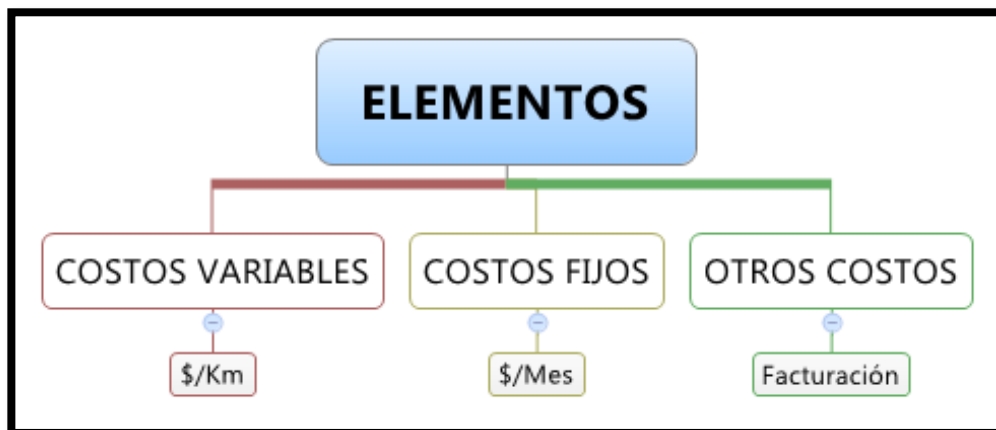 ELEMENTOS
COSTOS VARIABLES
COSTOS FIJOS
OTROS COSTOS
$/Km
$/Mes
Facturación